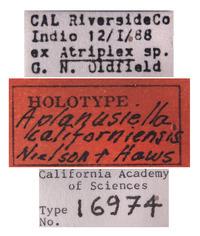 CAL RiversideCo
Indio 12/I/88
ex Atriplex sp.
G. N. Oldfield
HOLOTYPE
Aplanusiella
californiensis
Nielson & Haws
California Academy
of Sciences
Type
No. 16974